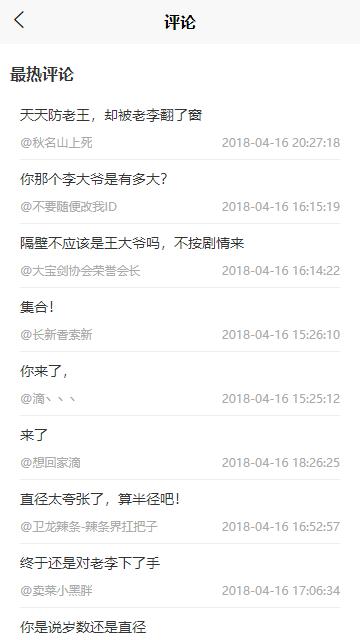 评论
最热评论
天天防老王，却被老李翻了窗
@秋名山上死 2018-04-16 20:27:18
你那个李大爷是有多大？
@不要随便改我ID 2018-04-16 16:15:19
隔壁不应该是王大爷吗，不按剧情来
@大宝剑协会荣誉会长 2018-04-16 16:14:22
集合！
@长新香索新 2018-04-16 15:26:10
你来了，
@滴丶丶丶 2018-04-16 15:25:12
来了
@想回家滴 2018-04-16 18:26:25
直径太夸张了，算半径吧！
@卫龙辣条-辣条界扛把子 2018-04-16 16:52:57
终于还是对老李下了手
@卖菜小黑胖 2018-04-16 17:06:34
你是说岁数还是直径